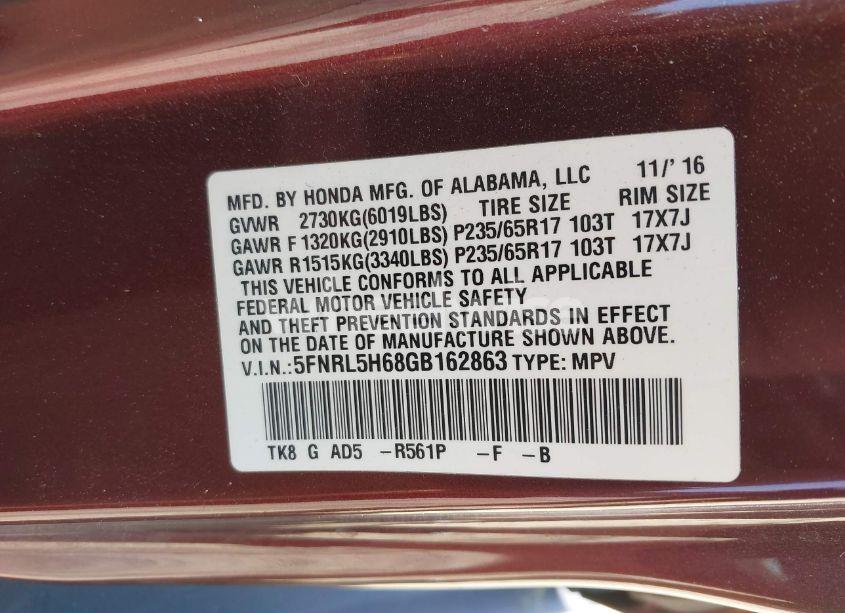 MFD. BY HONDA MFG. OF ALABAMA, LLC 11/' 16
GVWR 2730KG(6019LBS) TIRE SIZE RIM SIZE
GAWR F 1320KG(2910LBS) P235/65R17 103T 17X7J
GAWR R1515KG(3340LBS) P235/65R17 103T 17X7J
THIS VEHICLE CONFORMS TO ALL APPLICABLE
FEDERAL MOTOR VEHICLE SAFETY
AND THEFT PREVENTION STANDARDS IN EFFECT
ON THE DATE OF MANUFACTURE SHOWN ABOVE.
V.I.N.:5FNRL5H68GB162863 TYPE: MPV
TK8 G AD5 -R561P -F -B